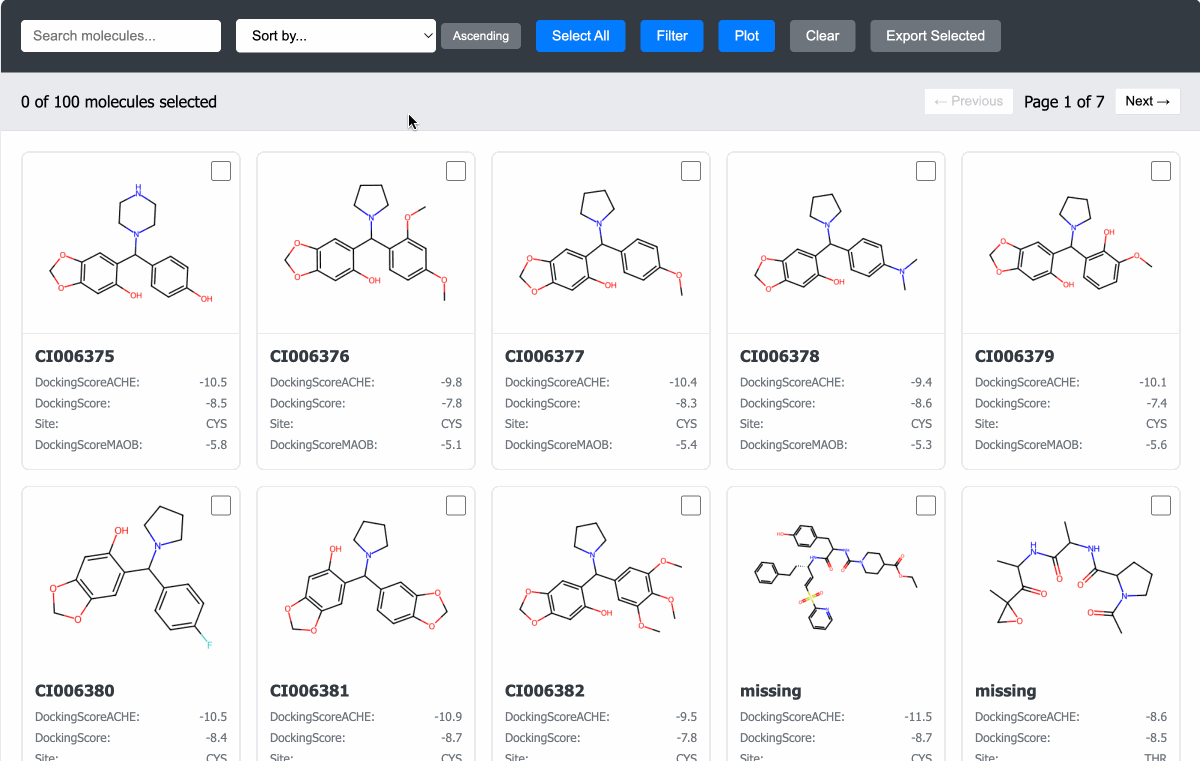 Search molecules... Sort by... Ascending Select All Filter Plot Clear Export Selected
0 of 100 molecules selected ← Previous Page 1 of 7 Next →
H
N
N
O
O
OH
OH
CI006375
DockingScoreACHE: -10.5
DockingScore: -8.5
Site: CYS
DockingScoreMAOB: -5.8
N
O
O
O
OH
O
CI006376
DockingScoreACHE: -9.8
DockingScore: -7.8
Site: CYS
DockingScoreMAOB: -5.1
N
O
O
OH
O
CI006377
DockingScoreACHE: -10.4
DockingScore: -8.3
Site: CYS
DockingScoreMAOB: -5.4
N
O
O
OH
N
CI006378
DockingScoreACHE: -9.4
DockingScore: -8.6
Site: CYS
DockingScoreMAOB: -5.3
N
OH
O
O
O
OH
CI006379
DockingScoreACHE: -10.1
DockingScore: -7.4
Site: CYS
DockingScoreMAOB: -5.6
OH
N
O
O
F
CI006380
DockingScoreACHE: -10.5
DockingScore: -8.4
Site: CYS
OH
N
O
O
O
O
CI006381
DockingScoreACHE: -10.9
DockingScore: -8.7
Site: CYS
N
O
O
O
OH
O
O
CI006382
DockingScoreACHE: -9.5
DockingScore: -7.8
Site: CYS
HO
NH
O
HN
O
N
O
O
O
S
O
N
missing
DockingScoreACHE: -11.5
DockingScore: -8.7
Site: CYS
H
N
NH
O
O
O
N
O
O
missing
DockingScoreACHE: -8.6
DockingScore: -8.5
Site: THR